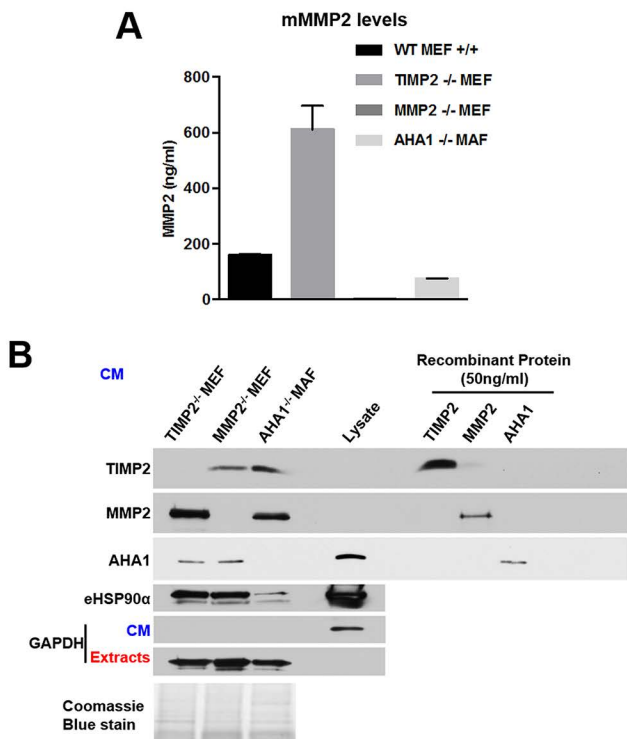 A
mMMP2 levels
WT MEF +/+
TIMP2 -/- MEF
MMP2 -/- MEF
AHA1 -/- MAF
MMP2 (ng/ml)
800
600
400
200
0
B
CM
TIMP2-/- MEF
MMP2-/- MEF
AHA1-/- MAF
Lysate
Recombinant Protein
(50ng/ml)
TIMP2
MMP2
AHA1
TIMP2
MMP2
AHA1
eHSP90α
GAPDH
CM
Extracts
Coomassie
Blue stain